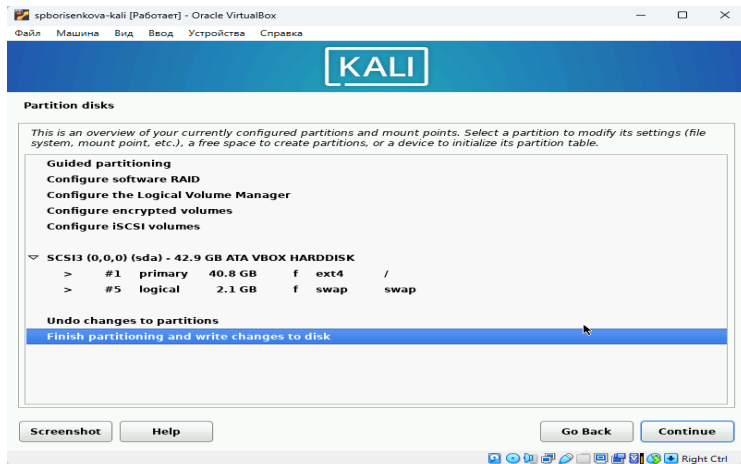 spborisenkova-kali [Работает] - Oracle VirtualBox
Файл Машина Вид Ввод Устройства Справка
KALI
Partition disks
This is an overview of your currently configured partitions and mount points. Select a partition to modify its settings (file
system, mount point, etc.), a free space to create partitions, or a device to initialize its partition table.
Guided partitioning
Configure software RAID
Configure the Logical Volume Manager
Configure encrypted volumes
Configure iSCSI volumes
SCSI3 (0,0,0) (sda) - 42.9 GB ATA VBOX HARDDISK
> #1 primary 40.8 GB f ext4 /
> #5 logical 2.1 GB f swap swap
Undo changes to partitions
Finish partitioning and write changes to disk
Screenshot Help Go Back Continue
Right Ctrl